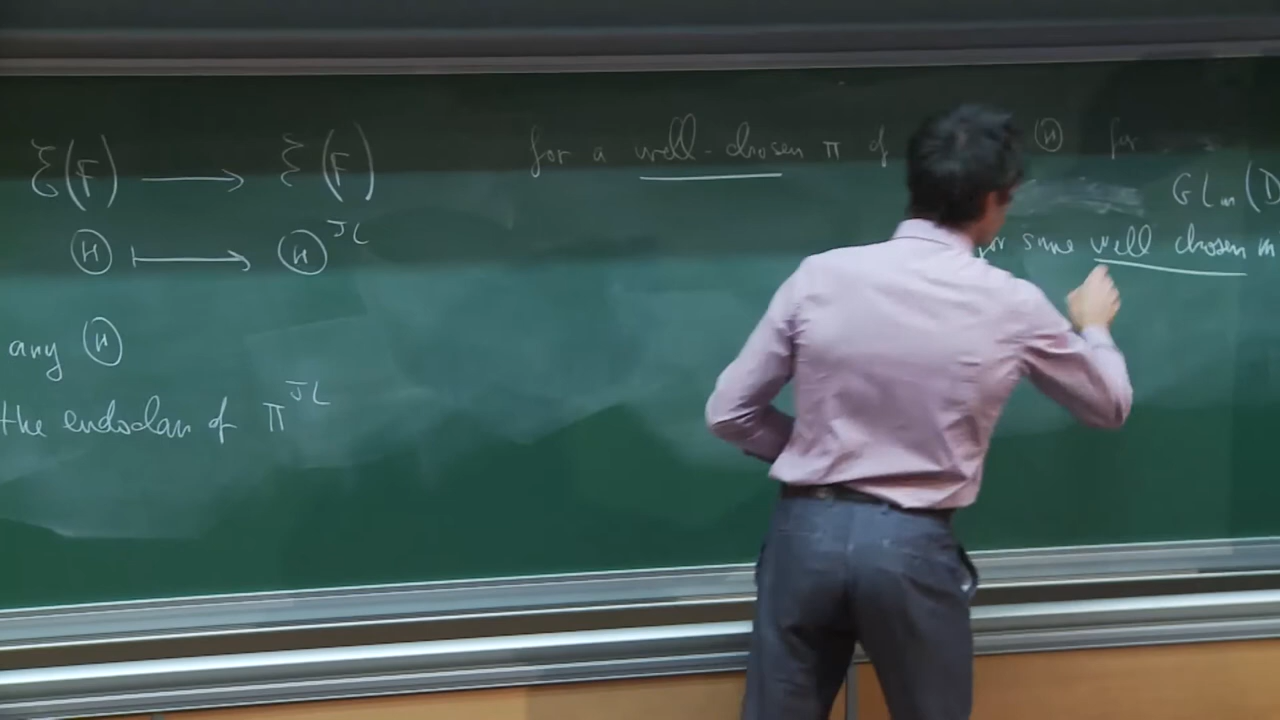 ℰ(F) ⟶ ℰ(F)
Ⓗ ⟼ Ⓗ^JL
any Ⓗ
the endoclass of π^JL
for a well-chosen π of Ⓗ for
GL_m(D
for some well chosen m